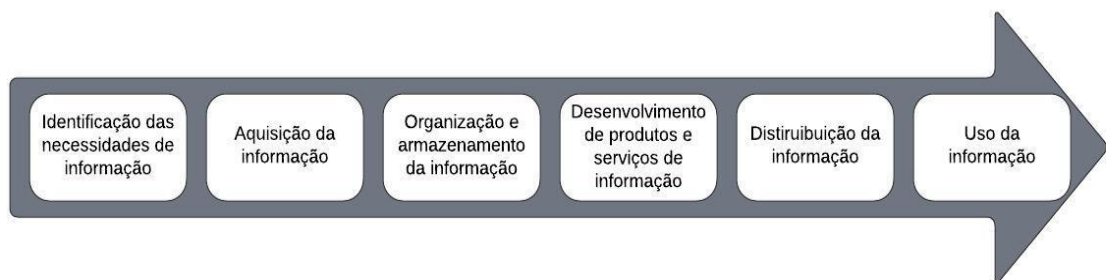 Identificação das
necessidades de
informação
Aquisição da
informação
Organização e
armazenamento
da informação
Desenvolvimento
de produtos e
serviços de
informação
Distiruibuição da
informação
Uso da
informação